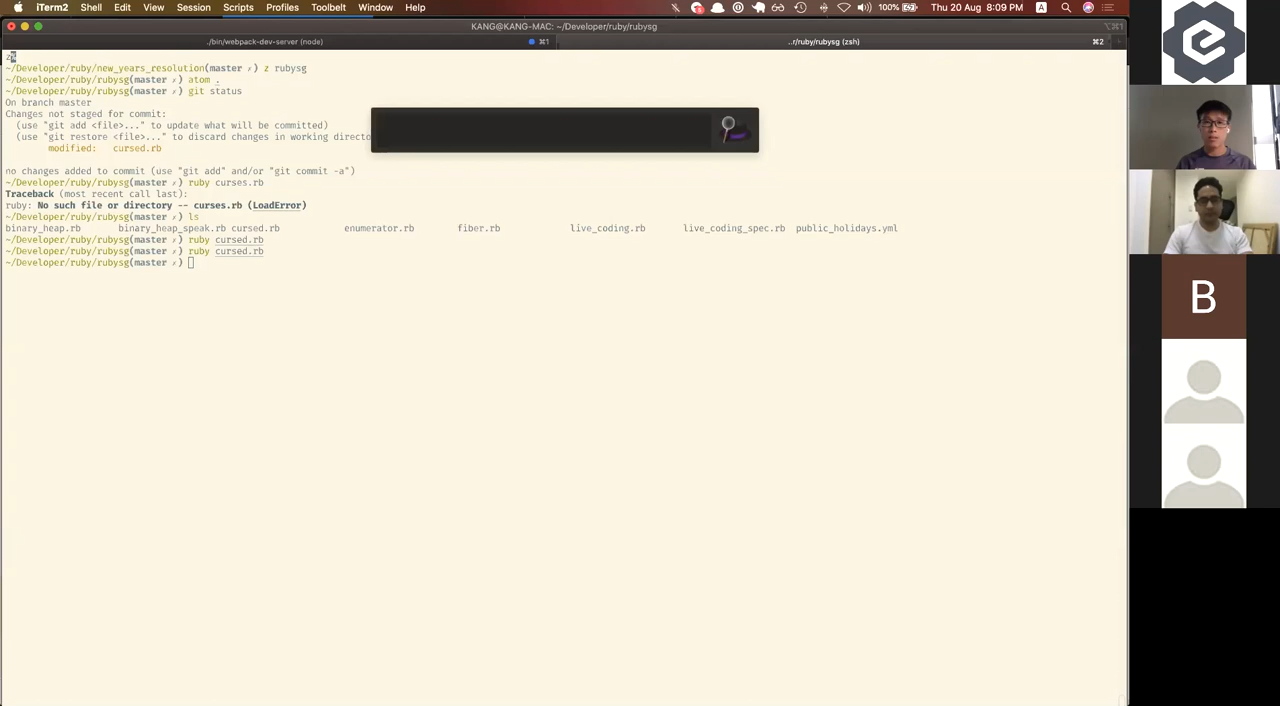 iTerm2 Shell Edit View Session Scripts Profiles Toolbelt Window Help 100% Thu 20 Aug 8:09 PM
KANG@KANG-MAC: ~/Developer/ruby/rubysg ⌥⌘1
./bin/webpack-dev-server (node) ⌘1 ..r/ruby/rubysg (zsh) ⌘2
~/Developer/ruby/new_years_resolution(master ✗) z rubysg
~/Developer/ruby/rubysg(master ✗) atom .
~/Developer/ruby/rubysg(master ✗) git status
On branch master
Changes not staged for commit:
(use "git add <file>..." to update what will be committed)
(use "git restore <file>..." to discard changes in working directo
modified: cursed.rb
no changes added to commit (use "git add" and/or "git commit -a")
~/Developer/ruby/rubysg(master ✗) ruby curses.rb
Traceback (most recent call last):
ruby: No such file or directory -- curses.rb (LoadError)
~/Developer/ruby/rubysg(master ✗) ls
binary_heap.rb binary_heap_speak.rb cursed.rb enumerator.rb fiber.rb live_coding.rb live_coding_spec.rb public_holidays.yml
~/Developer/ruby/rubysg(master ✗) ruby cursed.rb
~/Developer/ruby/rubysg(master ✗) ruby cursed.rb
~/Developer/ruby/rubysg(master ✗)
B